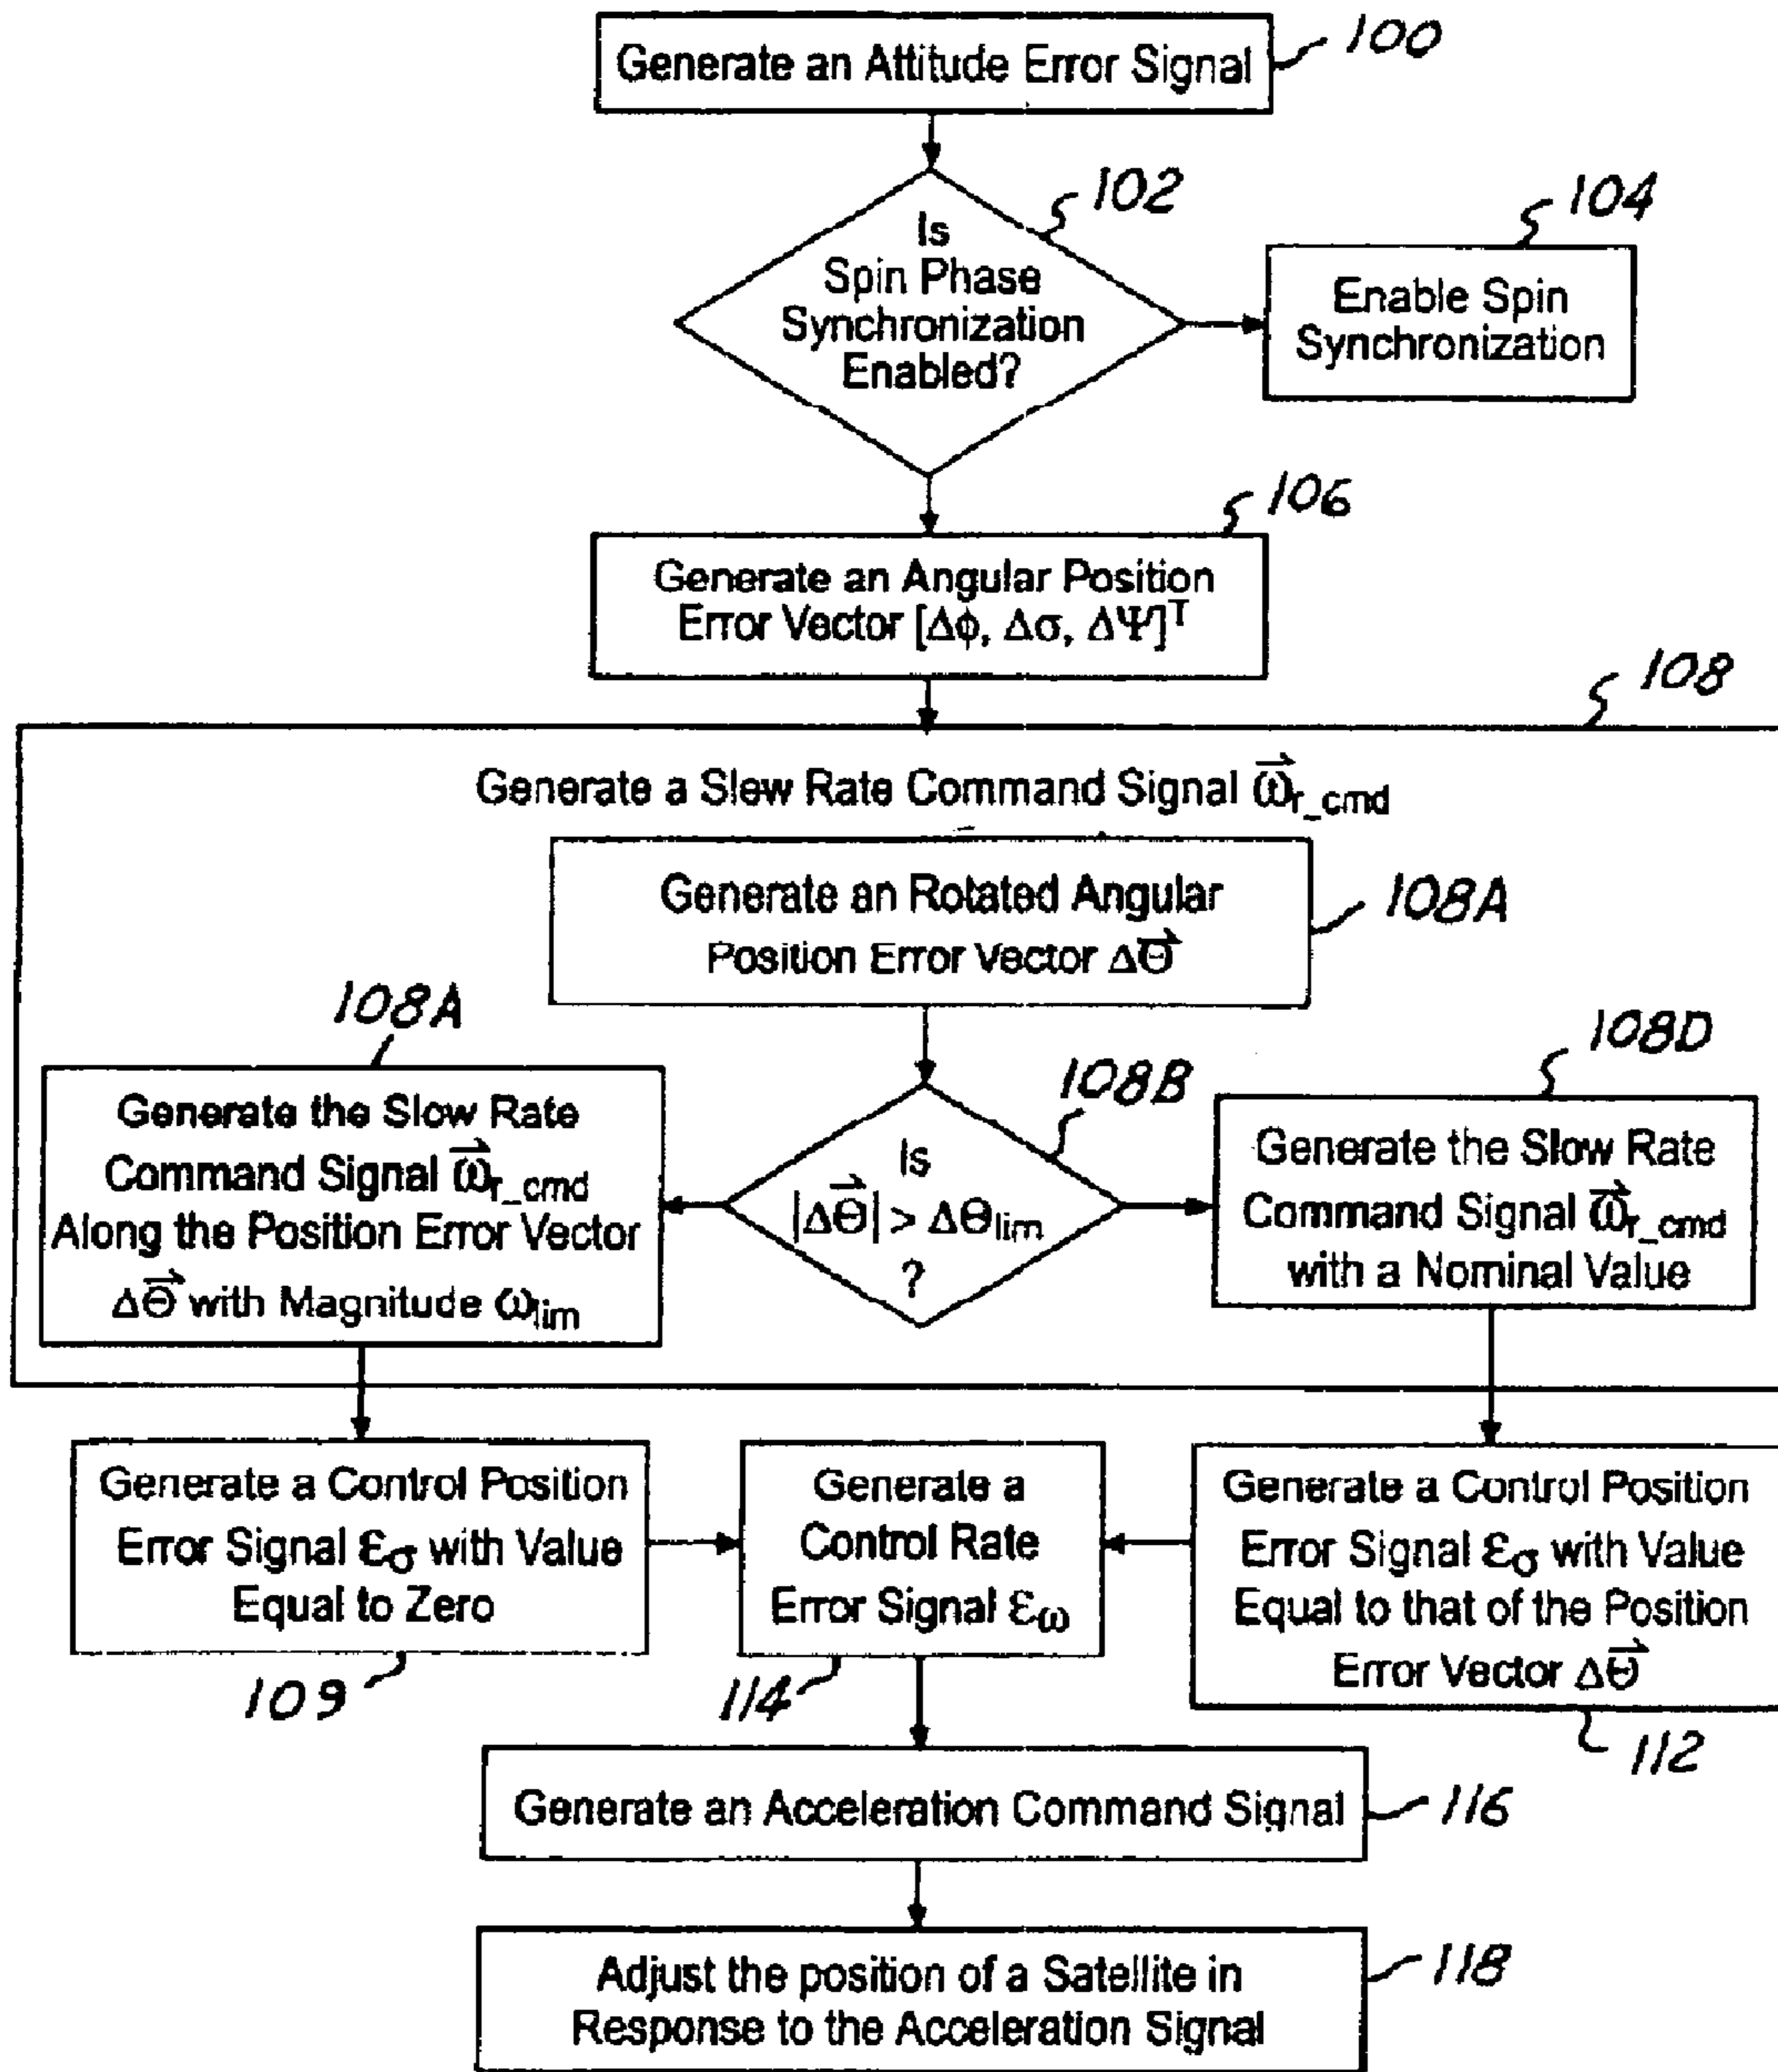 Generate an Attitude Error Signal
100
Is
Spin Phase
Synchronization
Enabled?
102
Enable Spin
Synchronization
104
Generate an Angular Position
Error Vector [Δϕ, Δσ, ΔΨ]ᵀ
106
108
Generate a Slew Rate Command Signal ω⃗r_cmd
Generate an Rotated Angular
Position Error Vector ΔΘ⃗
108A
108A
Generate the Slow Rate
Command Signal ω⃗r_cmd
Along the Position Error Vector
ΔΘ⃗ with Magnitude ωlim
108B
Is
|ΔΘ⃗| > ΔΘlim
?
108D
Generate the Slow Rate
Command Signal ω⃗r_cmd
with a Nominal Value
Generate a Control Position
Error Signal εσ with Value
Equal to Zero
109
Generate a
Control Rate
Error Signal εω
114
Generate a Control Position
Error Signal εσ with Value
Equal to that of the Position
Error Vector ΔΘ⃗
112
Generate an Acceleration Command Signal
116
Adjust the position of a Satellite in
Response to the Acceleration Signal
118